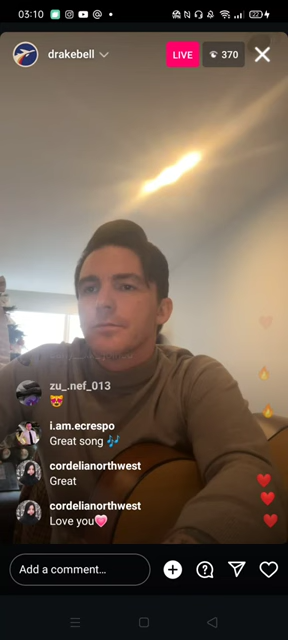 03:10
22
drakebell
LIVE
370
zu_.nef_013
i.am.ecrespo
Great song
cordelianorthwest
Great
cordelianorthwest
Love you
Add a comment...